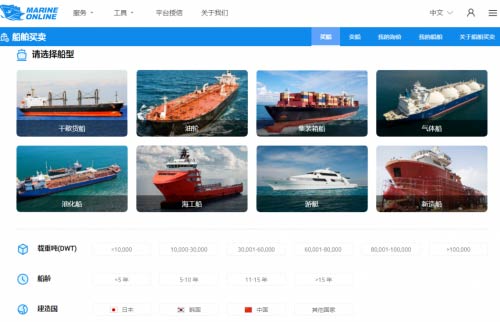 MARINE ONLINE
服务 工具 平台授信 关于我们 中文
船舶买卖 买船 卖船 我的询价 我的船舶 关于船舶买卖
请选择船型
干散货船 油轮 集装箱船 气体船
油化船 海工船 游艇 新造船
载重吨(DWT) <10,000 10,000-30,000 30,001-60,000 60,001-80,000 80,001-100,000 >100,000
船龄 <5 年 5-10 年 11-15 年 >15 年
建造国 日本 韩国 中国 其他国家